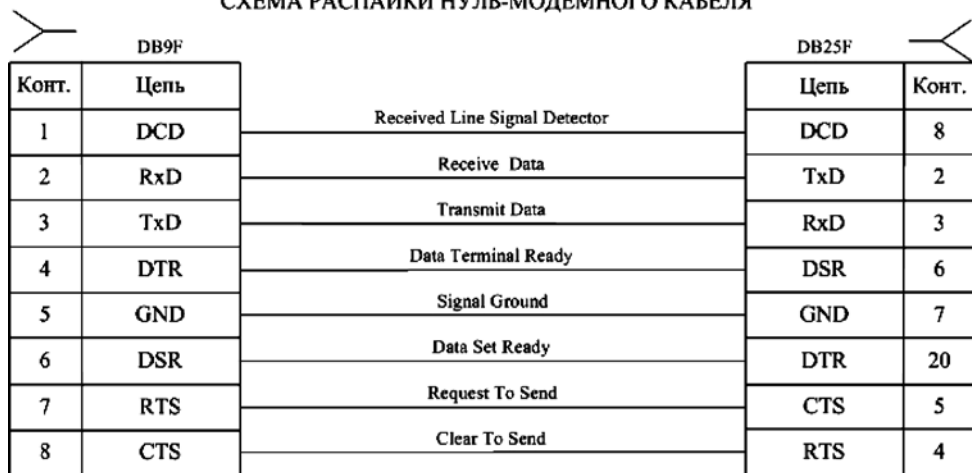 СХЕМА РАСПАЙКИ НУЛЬ-МОДЕМНОГО КАБЕЛЯ
DB9F DB25F
Конт. Цепь Цепь Конт.
1 DCD Received Line Signal Detector DCD 8
2 RxD Receive Data TxD 2
3 TxD Transmit Data RxD 3
4 DTR Data Terminal Ready DSR 6
5 GND Signal Ground GND 7
6 DSR Data Set Ready DTR 20
7 RTS Request To Send CTS 5
8 CTS Clear To Send RTS 4